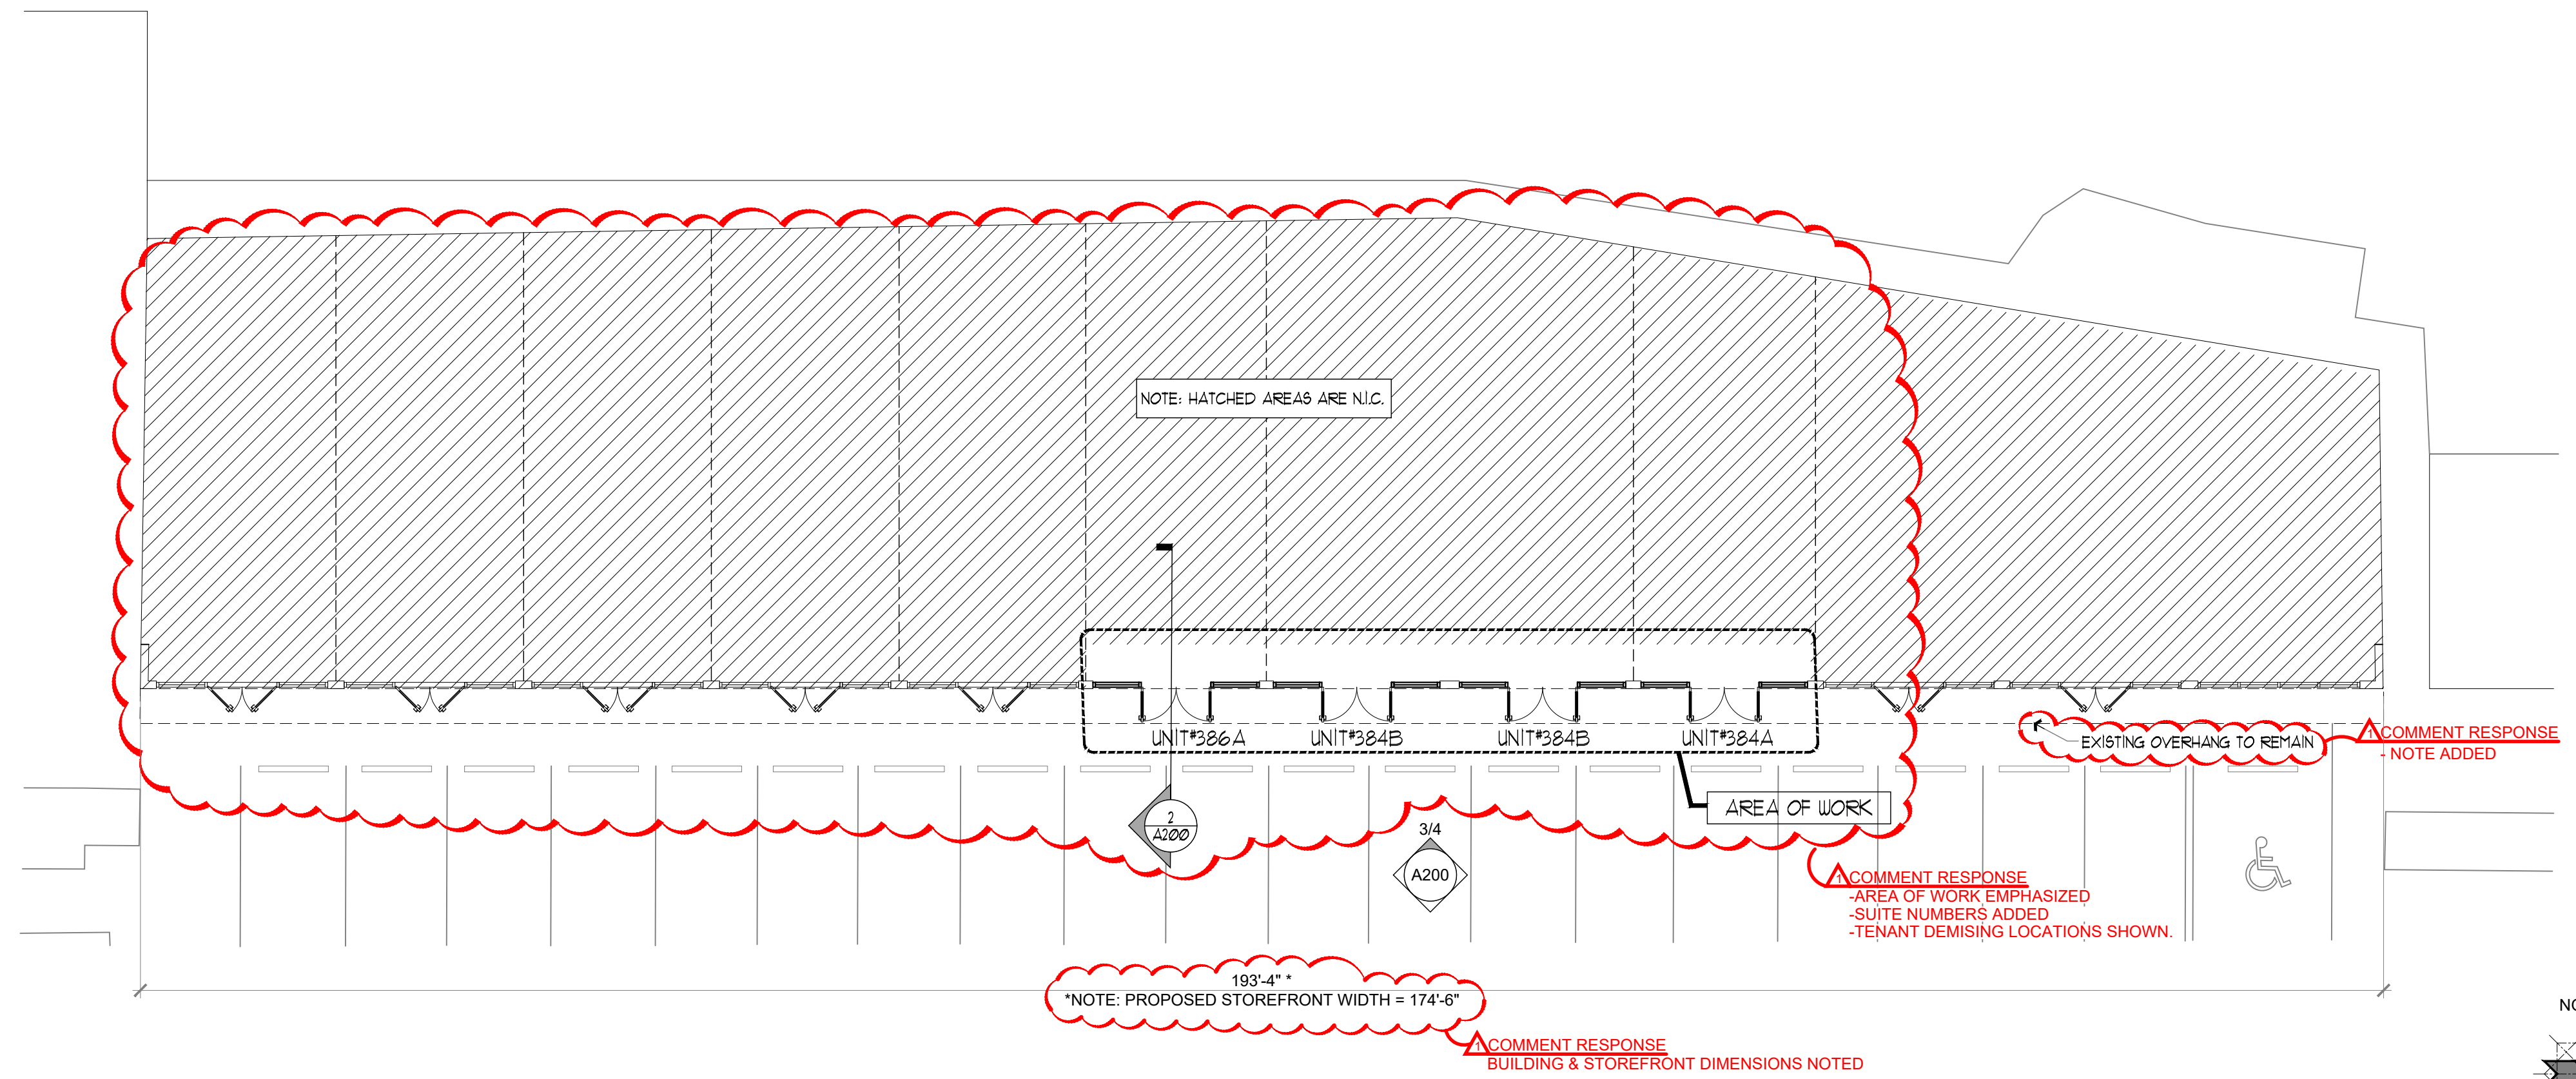 NOTE: HATCHED AREAS ARE N.I.C.
UNIT#386A
UNIT#384B
UNIT#384B
UNIT#384A
EXISTING OVERHANG TO REMAIN
1 COMMENT RESPONSE
- NOTE ADDED
AREA OF WORK
2
A200
3/4
A200
1 COMMENT RESPONSE
-AREA OF WORK EMPHASIZED
-SUITE NUMBERS ADDED
-TENANT DEMISING LOCATIONS SHOWN.
193'-4" *
*NOTE: PROPOSED STOREFRONT WIDTH = 174'-6"
1 COMMENT RESPONSE
BUILDING & STOREFRONT DIMENSIONS NOTED